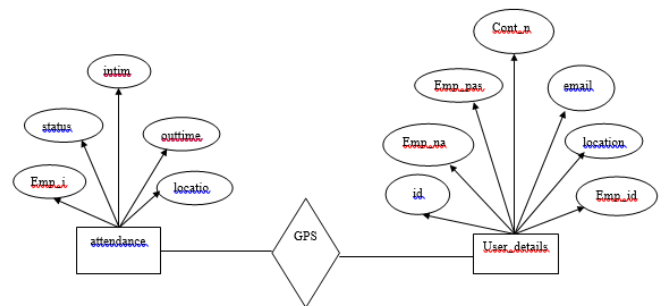 Cont_n
intim
Emp_pas
email
status
outtime
Emp_na
location
Emp_i
locatio
id
Emp_id
GPS
attendance
User_details